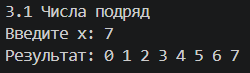 3.1 Числа подряд
Введите x: 7
Результат: 0 1 2 3 4 5 6 7